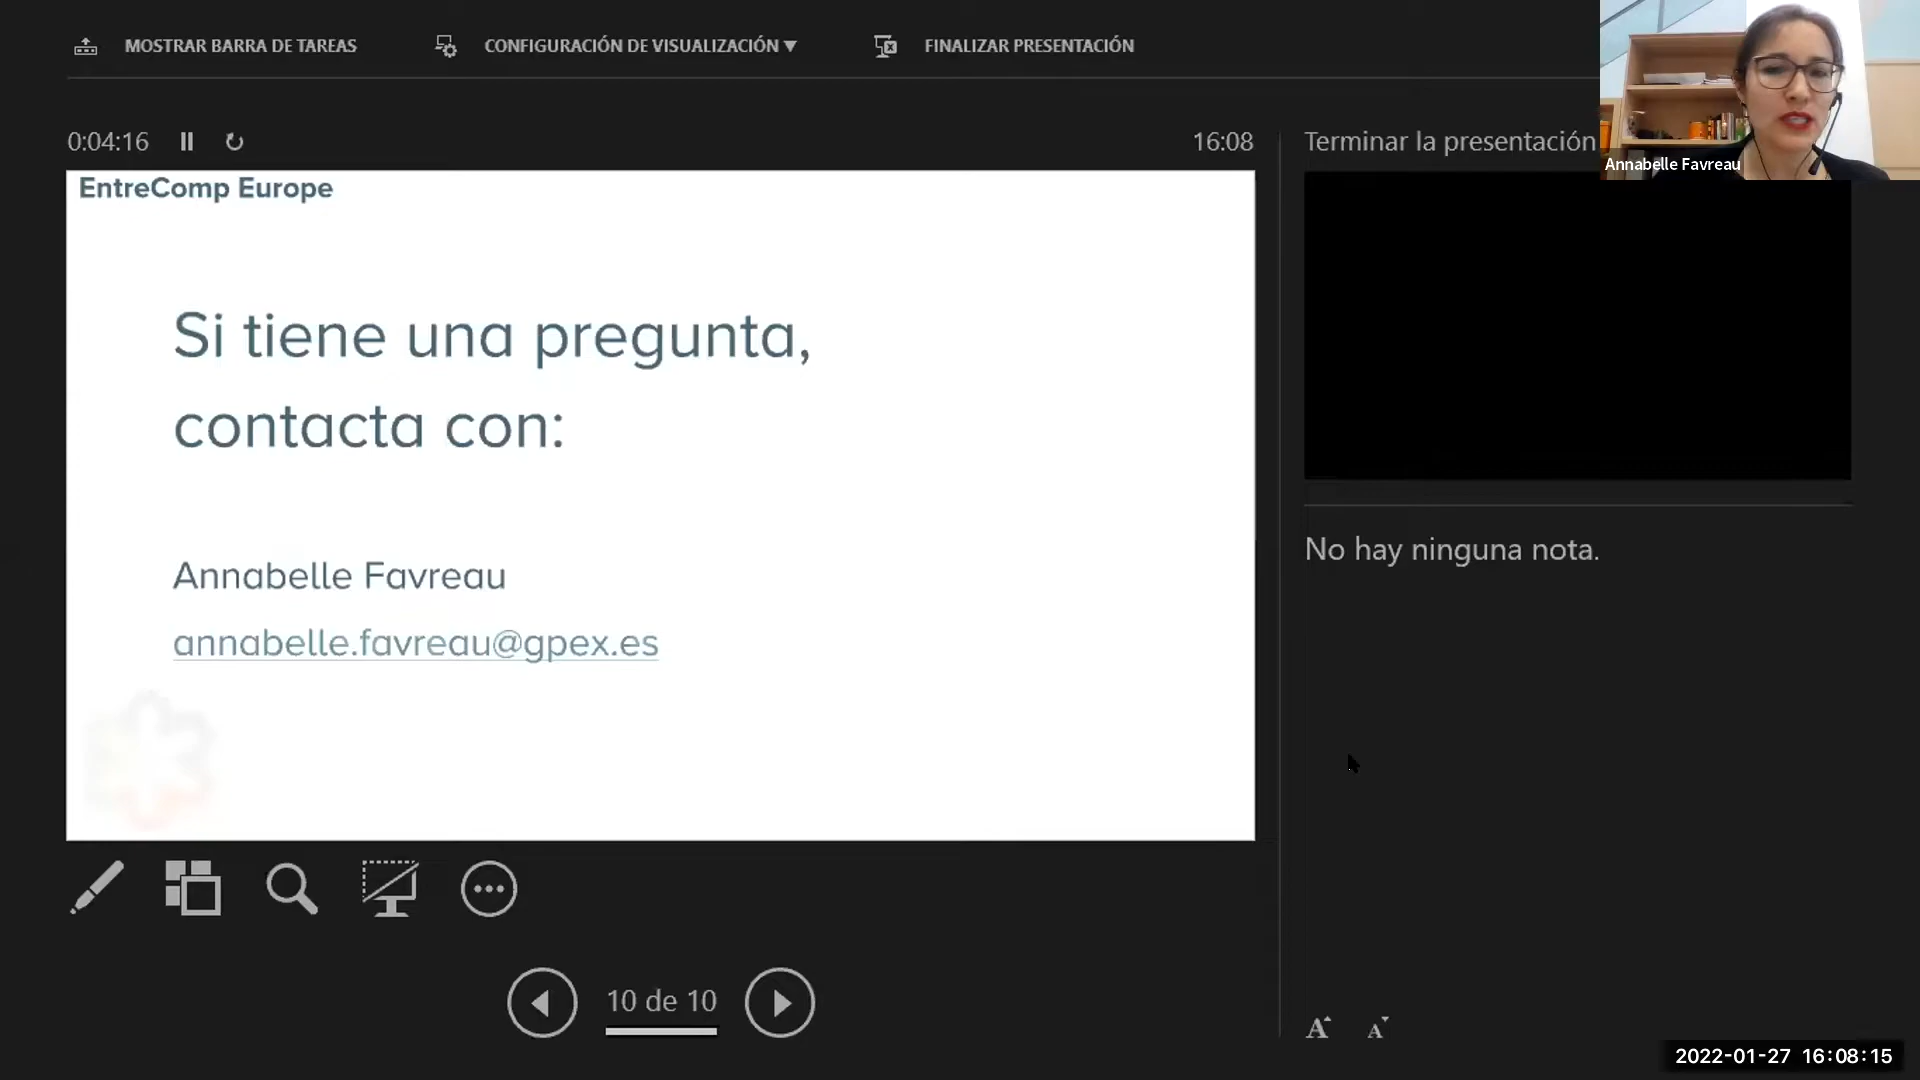 MOSTRAR BARRA DE TAREAS
CONFIGURACIÓN DE VISUALIZACIÓN ▼
FINALIZAR PRESENTACIÓN
Annabelle Favreau
0:04:16
16:08
Terminar la presentación
EntreComp Europe
Si tiene una pregunta,
contacta con:
Annabelle Favreau
annabelle.favreau@gpex.es
No hay ninguna nota.
10 de 10
A A
2022-01-27 16:08:15